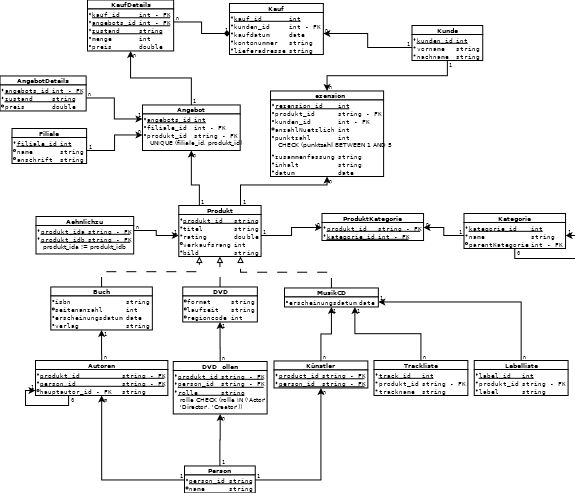 KaufDetails
*kauf_id int - FK
*angebots_id int - FK
*zustand string
*menge int
*preis double
Kauf
*kauf_id int
*kunden_id int - FK
*kaufdatum date
*kontonummer string
*lieferadresse string
Kunde
*kunden_id int
*vorname string
*nachname string
AngebotDetails
*angebots_id int - FK
*zustand string
preis double
Filiale
*filiale_id int
name string
anschrift string
Angebot
*angebots_id int
*filiale_id int - FK
*produkt_id string - FK
UNIQUE (filiale_id, produkt_id)
ezension
*rezension_id int
*produkt_id string - FK
*kunden_id int - FK
anzahlNuetzlich int
*punktzahl int
CHECK (punktzahl BETWEEN 1 AND 5
*zusammenfassung string
*inhalt string
*datum date
Aehnlichzu
*produkt_ida string - FK
*produkt_idb string - FK
produkt_ida != produkt_idb
Produkt
*produkt_id string
*titel string
*rating double
verkaufsrang int
bild string
ProduktKategorie
*produkt_id string - FK
*kategorie_id int - FK
Kategorie
*kategorie_id int
*name string
parentKategorie int - FK
Buch
*isbn string
seitenanzahl int
erscheinungsdatum date
*verlag string
DVD
format string
laufzeit string
regioncode int
MusikCD
*erscheinungsdatum date
Autoren
*produkt_id string - FK
*person_id string - FK
hauptautor_id - FK string
DVD ollen
*produkt_id string - FK
*person_id string - FK
*rolle string
rolle CHECK (rolle IN ('Actor'
'Director', 'Creator'))
Künstler
*product_id string - FK
*person_id string - FK
Trackliste
*track_id int
*produkt_id string - FK
*trackname string
Labelliste
*label_id int
*produkt_id string - FK
*label string
Person
*person_id string
name string